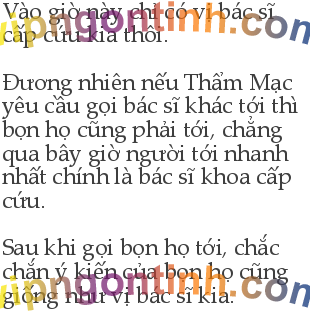 Vào giờ này chỉ có vị bác sĩ
cấp cứu kia thôi.
Đương nhiên nếu Thẩm Mạc
yêu cầu gọi bác sĩ khác tới thì
bọn họ cũng phải tới, chẳng
qua bây giờ người tới nhanh
nhất chính là bác sĩ khoa cấp
cứu.
Sau khi gọi bọn họ tới, chắc
chắn ý kiến của bọn họ cũng
giống như vị bác sĩ kia.
vipngontinh.com
vipngontinh.com